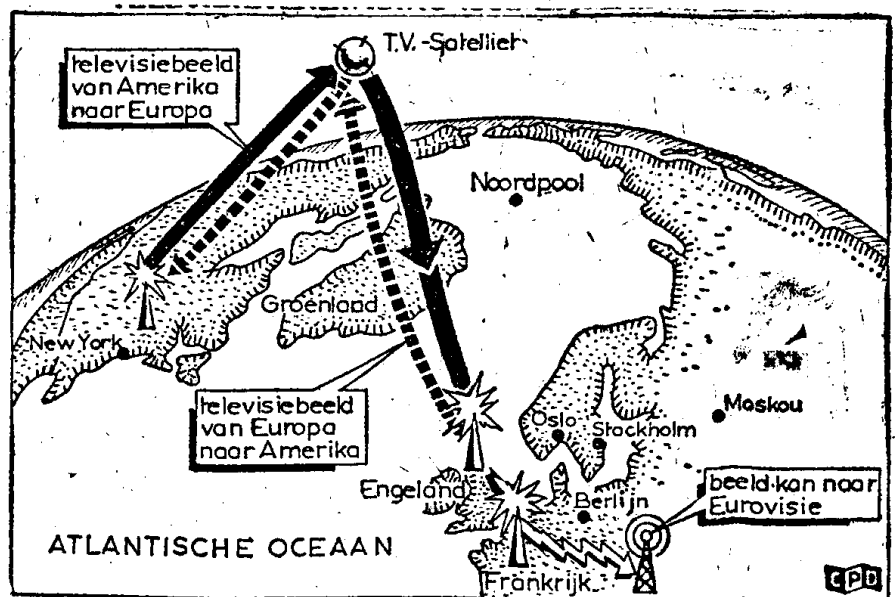 T.V.-Satelliet
televisiebeeld
van Amerika
naar Europa
Noordpool
Groenland
New York
televisiebeeld
van Europa
naar Amerika
Oslo
Stockholm
Moskou
Engeland
Berlijn
beeld kan naar
Eurovisie
ATLANTISCHE OCEAAN
Frankrijk
CPD